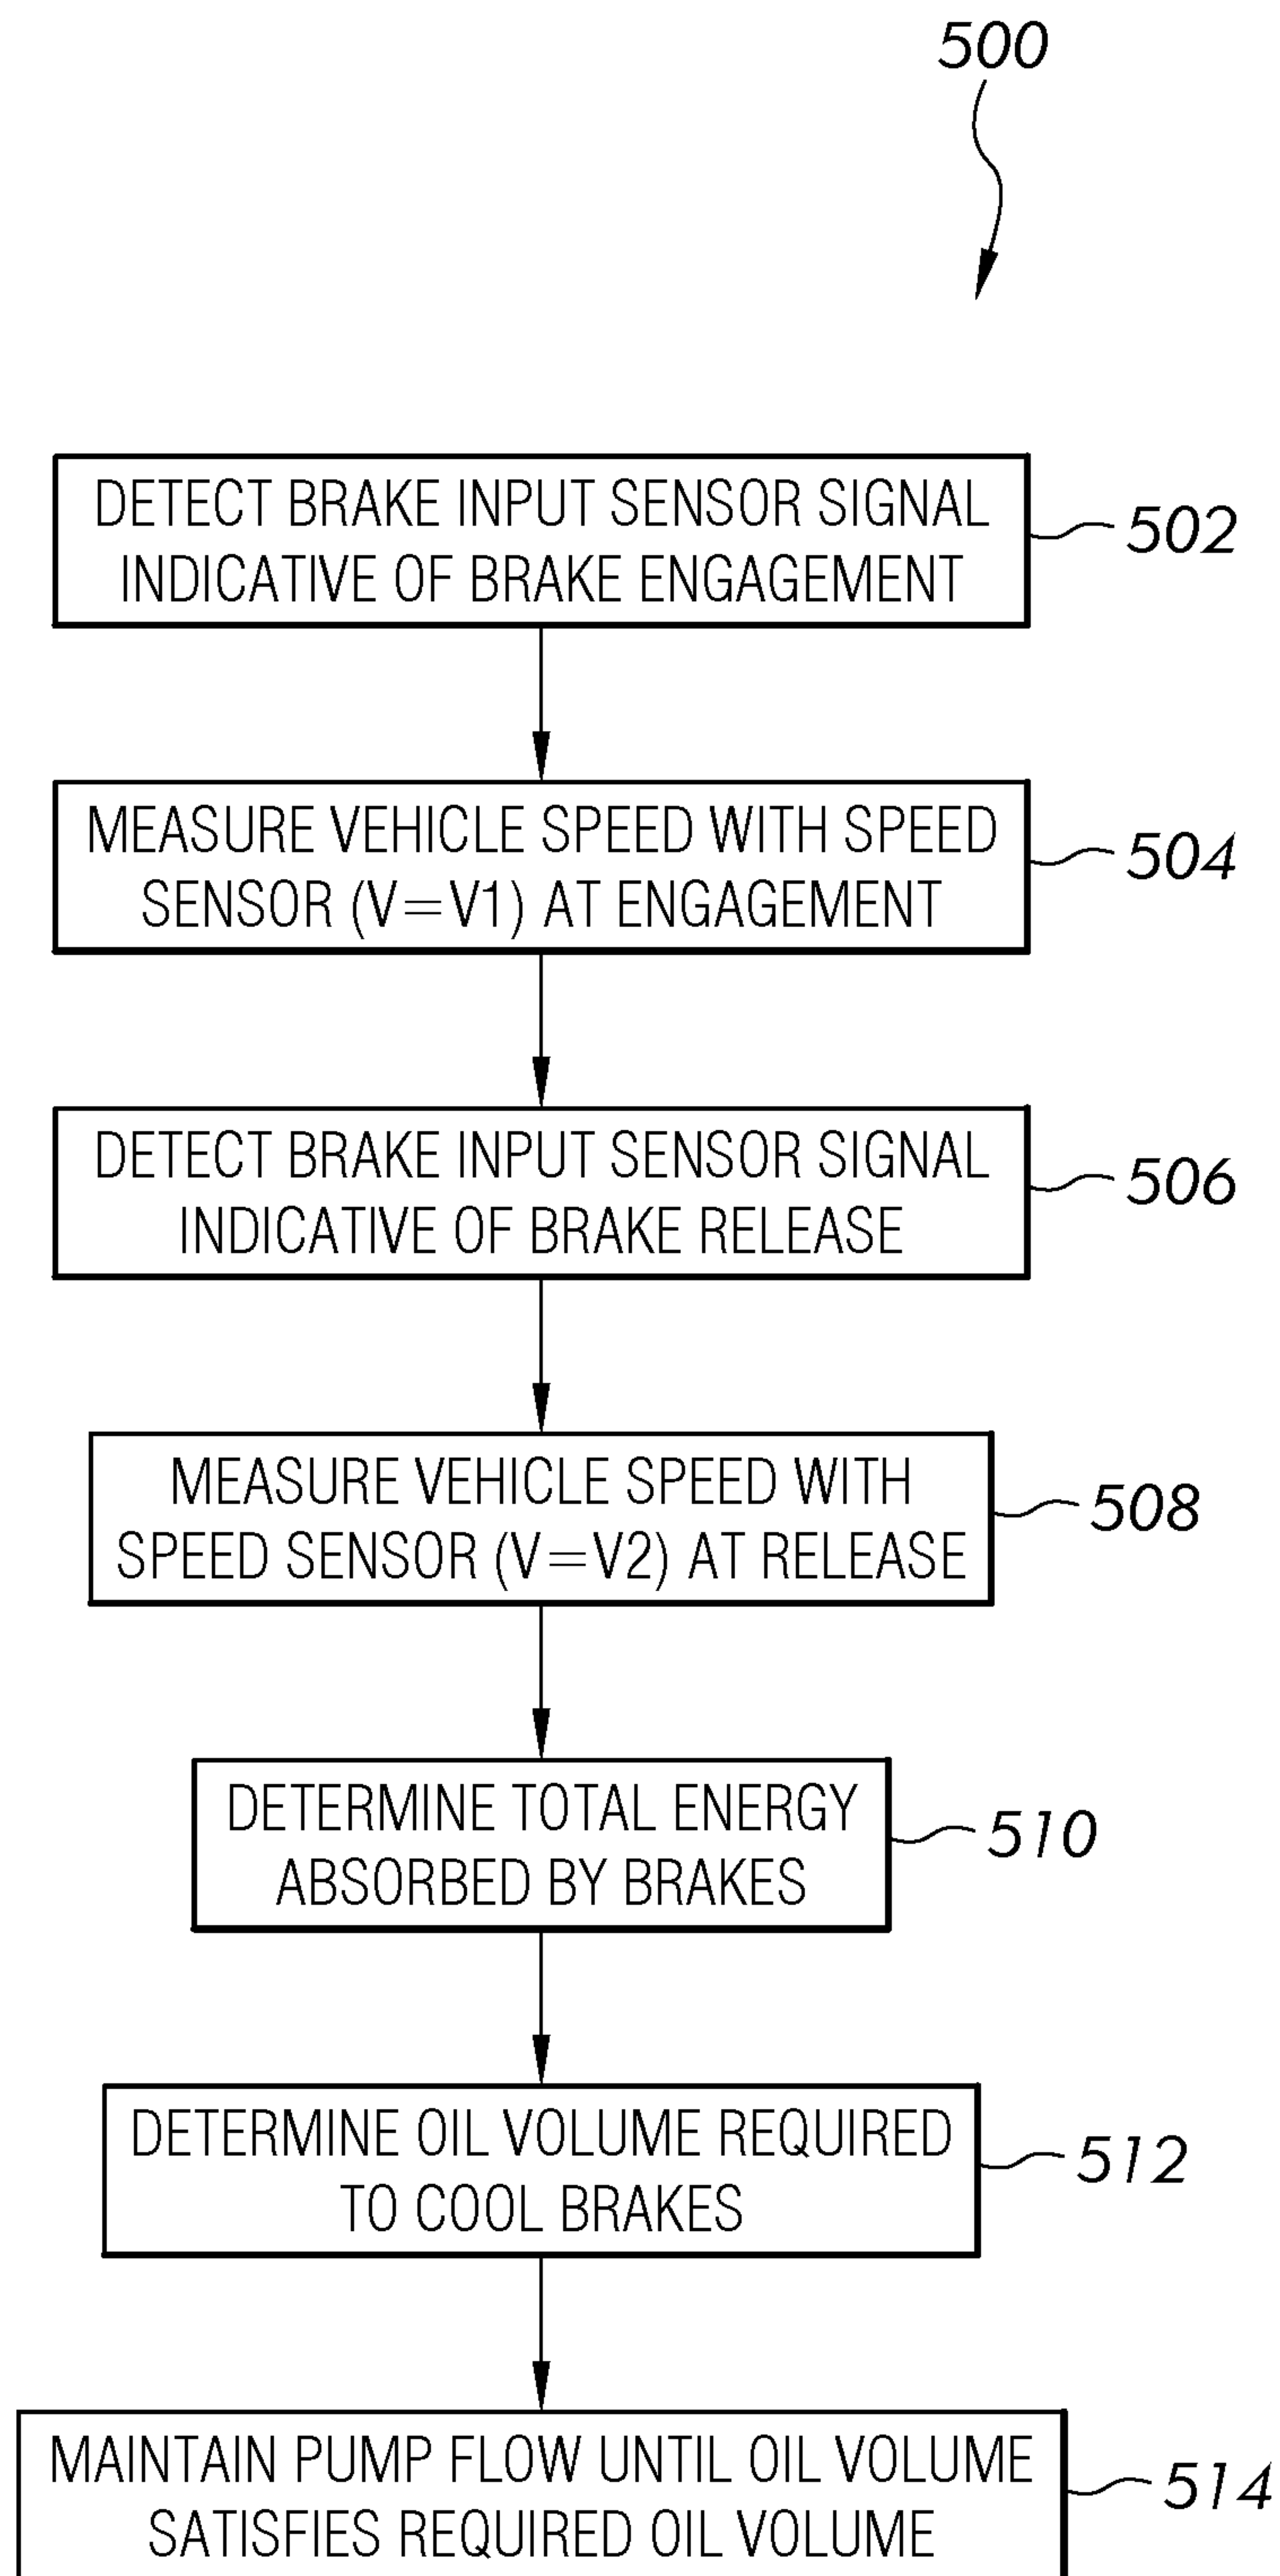 500
DETECT BRAKE INPUT SENSOR SIGNAL
INDICATIVE OF BRAKE ENGAGEMENT
502
MEASURE VEHICLE SPEED WITH SPEED
SENSOR (V=V1) AT ENGAGEMENT
504
DETECT BRAKE INPUT SENSOR SIGNAL
INDICATIVE OF BRAKE RELEASE
506
MEASURE VEHICLE SPEED WITH
SPEED SENSOR (V=V2) AT RELEASE
508
DETERMINE TOTAL ENERGY
ABSORBED BY BRAKES
510
DETERMINE OIL VOLUME REQUIRED
TO COOL BRAKES
512
MAINTAIN PUMP FLOW UNTIL OIL VOLUME
SATISFIES REQUIRED OIL VOLUME
514